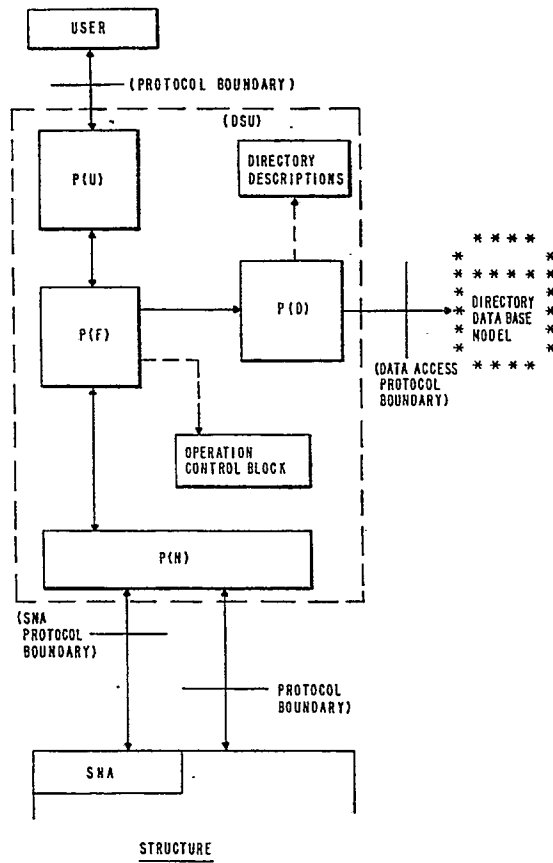 USER
(PROTOCOL BOUNDARY)
(DSU)
P(U)
DIRECTORY
DESCRIPTIONS
P(F)
P(D)
* * * *
* *
* * * * * *
* DIRECTORY *
* DATA BASE *
* MODEL *
* * * *
(DATA ACCESS
PROTOCOL
BOUNDARY)
OPERATION
CONTROL BLOCK
P(N)
(SNA
PROTOCOL
BOUNDARY)
PROTOCOL
BOUNDARY)
SNA
STRUCTURE